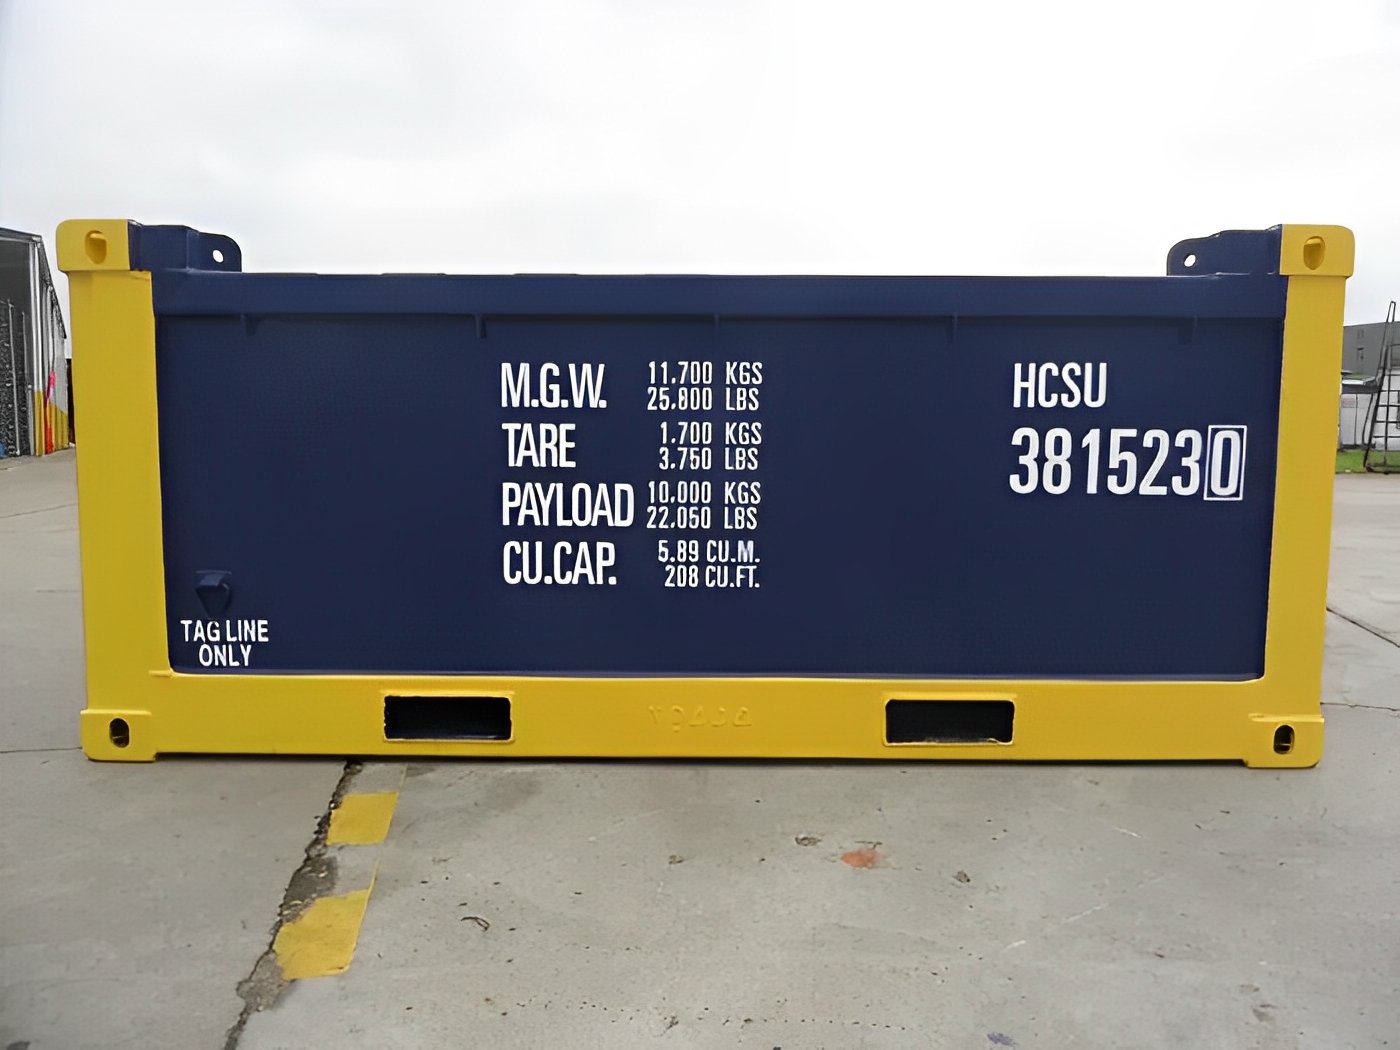 M.G.W. 11.700 KGS
25.800 LBS
TARE 1.700 KGS
3.750 LBS
PAYLOAD 10.000 KGS
22.050 LBS
CU.CAP. 5.89 CU.M.
208 CU.FT.
HCSU
3815230
TAG LINE
ONLY